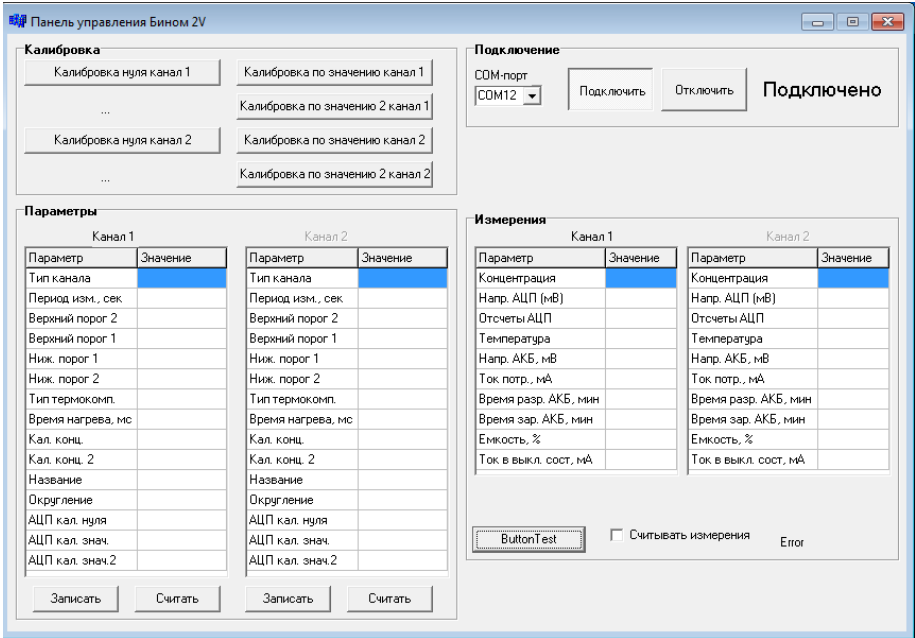 Панель управления Бином 2V
Калибровка
Калибровка нуля канал 1
Калибровка по значению канал 1
...
Калибровка по значению 2 канал 1
Калибровка нуля канал 2
Калибровка по значению канал 2
...
Калибровка по значению 2 канал 2
Подключение
COM-порт
COM12
Подключить
Отключить
Подключено
Параметры
Канал 1
Параметр Значение
Тип канала
Период изм., сек
Верхний порог 2
Верхний порог 1
Ниж. порог 1
Ниж. порог 2
Тип термокомп.
Время нагрева, мс
Кал. конц.
Кал. конц. 2
Название
Округление
АЦП кал. нуля
АЦП кал. знач.
АЦП кал. знач.2
Записать Считать
Канал 2
Параметр Значение
Тип канала
Период изм., сек
Верхний порог 2
Верхний порог 1
Ниж. порог 1
Ниж. порог 2
Тип термокомп.
Время нагрева, мс
Кал. конц.
Кал. конц. 2
Название
Округление
АЦП кал. нуля
АЦП кал. знач.
АЦП кал. знач.2
Записать Считать
Измерения
Канал 1
Параметр Значение
Концентрация
Напр. АЦП (мВ)
Отсчеты АЦП
Температура
Напр. АКБ, мВ
Ток потр., мА
Время разр. АКБ, мин
Время зар. АКБ, мин
Емкость, %
Ток в выкл. сост, мА
Канал 2
Параметр Значение
Концентрация
Напр. АЦП (мВ)
Отсчеты АЦП
Температура
Напр. АКБ, мВ
Ток потр., мА
Время разр. АКБ, мин
Время зар. АКБ, мин
Емкость, %
Ток в выкл. сост, мА
ButtonTest
Считывать измерения
Error